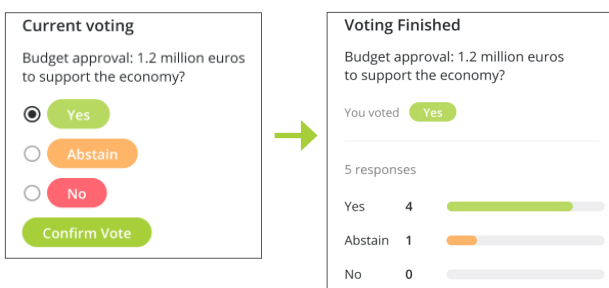 Current voting
Budget approval: 1.2 million euros
to support the economy?
Yes
Abstain
No
Confirm Vote
Voting Finished
Budget approval: 1.2 million euros
to support the economy?
You voted Yes
5 responses
Yes 4
Abstain 1
No 0